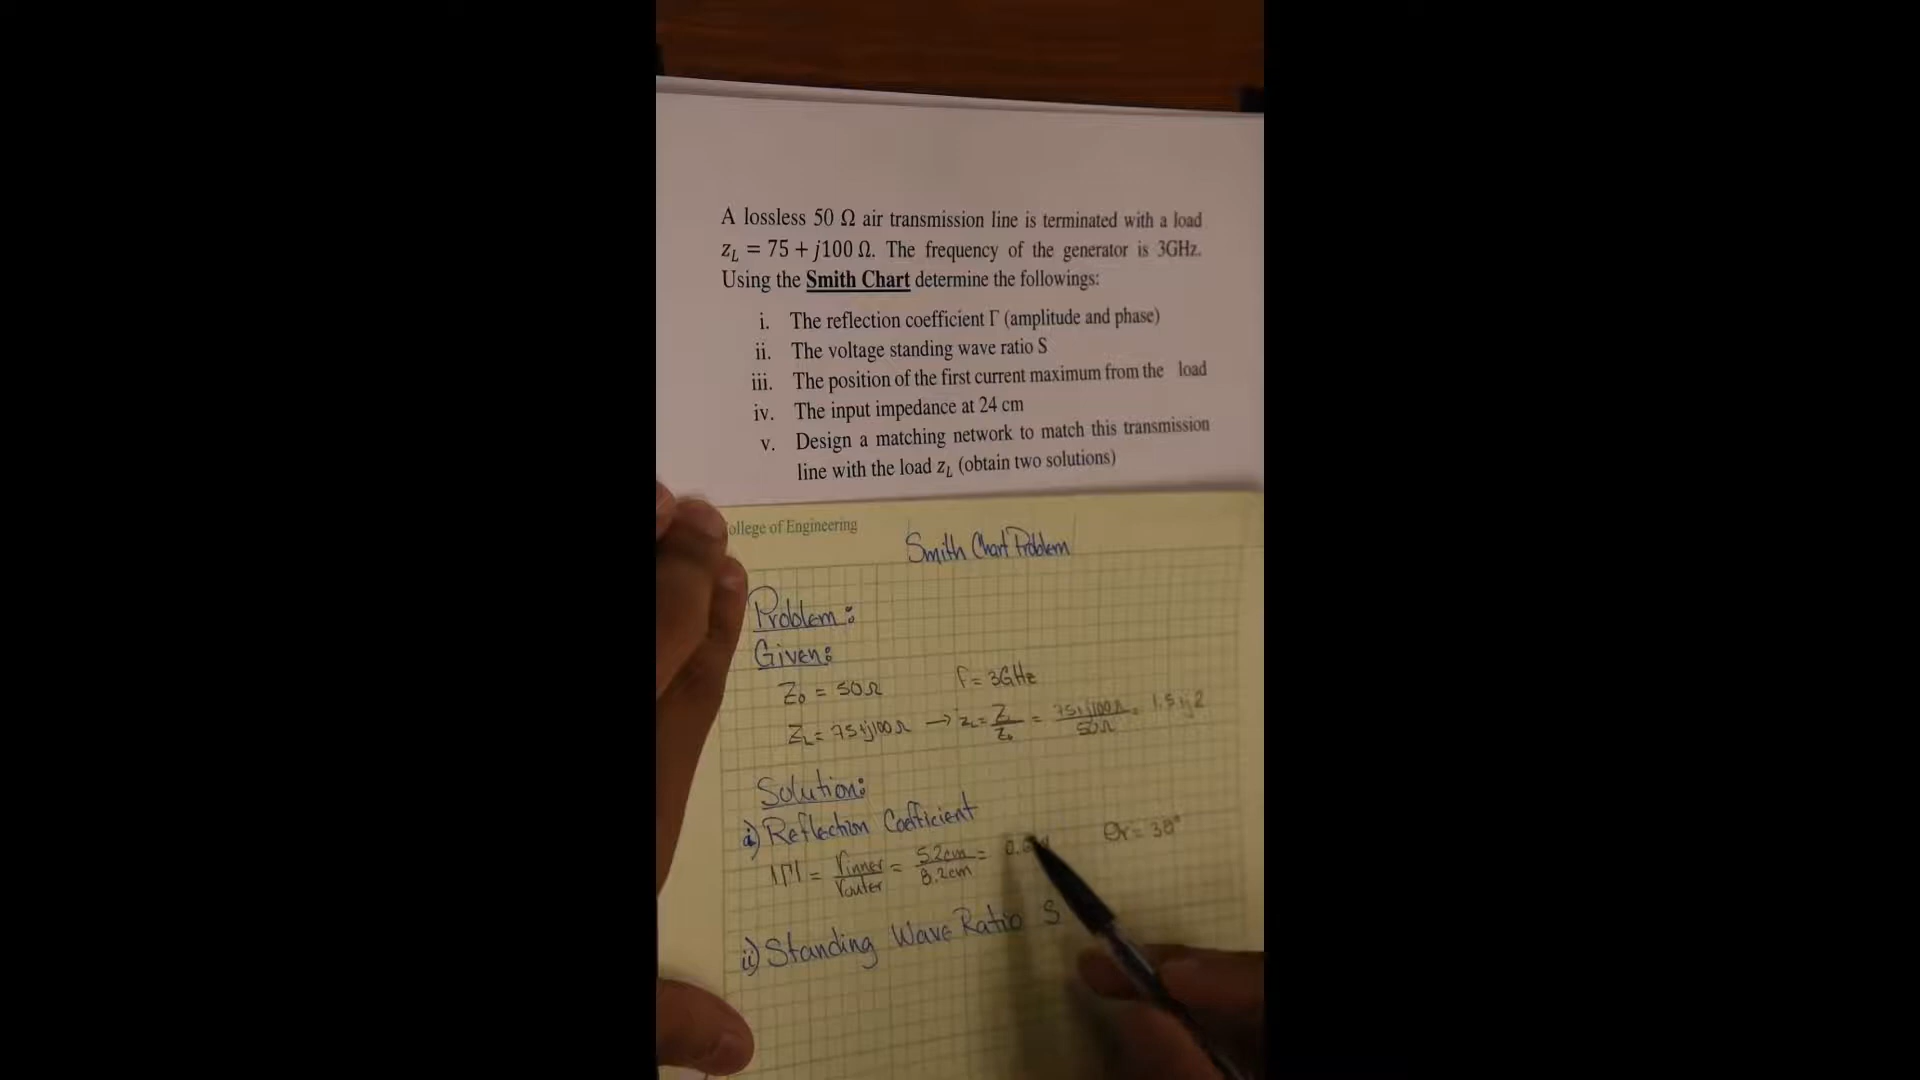 A lossless 50 Ω air transmission line is terminated with a load
z_L = 75 + j100 Ω. The frequency of the generator is 3GHz.
Using the Smith Chart determine the followings:
i. The reflection coefficient Γ (amplitude and phase)
ii. The voltage standing wave ratio S
iii. The position of the first current maximum from the load
iv. The input impedance at 24 cm
v. Design a matching network to match this transmission
line with the load z_L (obtain two solutions)
ollege of Engineering
Smith Chart Problem
Problem:
Given:
Z₀ = 50Ω f = 3GHz
Z_L = 75+j100Ω → z_L = Z/Z₀ = 75+j100Ω/50Ω = 1.5+j2
Solution:
i) Reflection Coefficient
|Γ| = r inner/r outer = 5.2cm/8.2cm = θr = 38°
ii) Standing Wave Ratio S